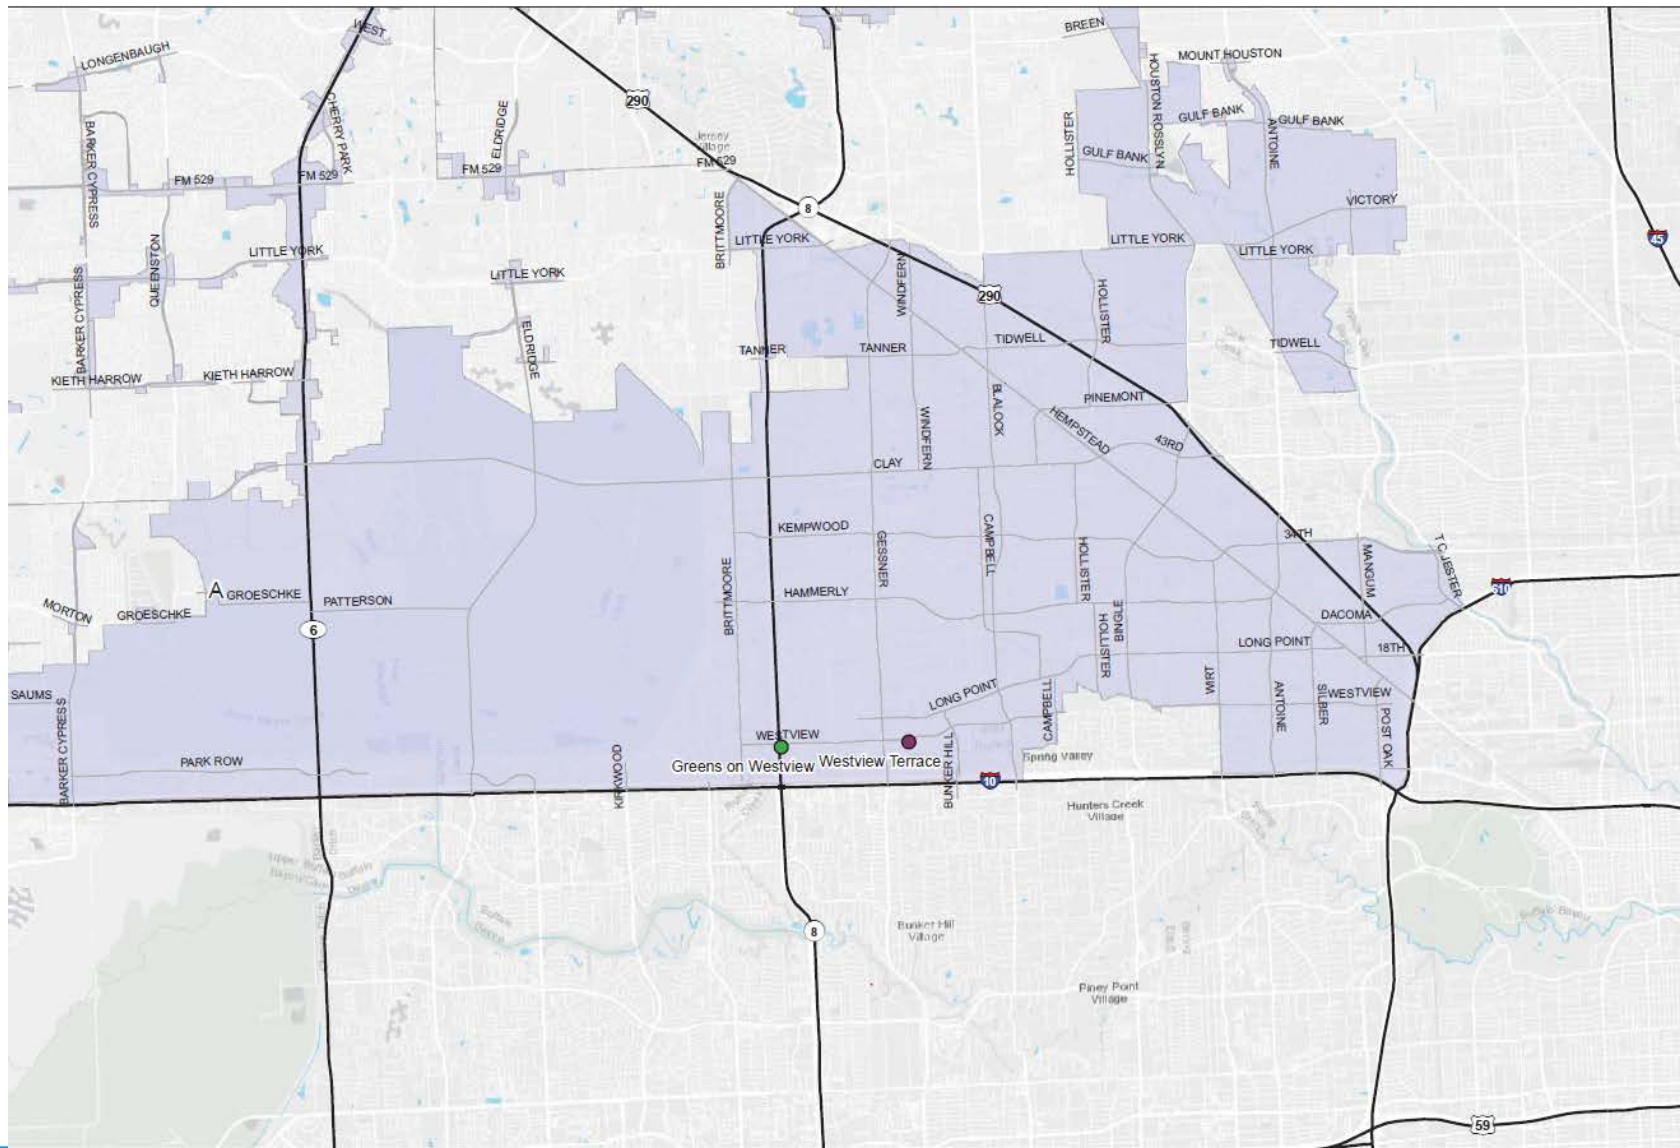 WEST
BREEN
LONGENBAUGH
MOUNT HOUSTON
290
CHERRY PARK
ELDRIDGE
HOUSTON ROSSLYN
HOLLISTER
GULF BANK
GULF BANK
ANTOINE
BARKER CYPRESS
Jersey
Village
GULF BANK
FM 529
FM 529
FM 529
FM 529
VICTORY
8
BRITTMOORE
LITTLE YORK
LITTLE YORK
LITTLE YORK
LITTLE YORK
45
QUEENSTON
LITTLE YORK
WINDFERN
290
HOLLISTER
BARKER CYPRESS
ELDRIDGE
TANNER
TANNER
TIDWELL
TIDWELL
KIETH HARROW
KIETH HARROW
BLALOCK
PINEMONT
WINDFERN
HEMPSTEAD
43RD
CLAY
KEMPWOOD
GESSNER
CAMPBELL
HOLLISTER
34TH
MANGUM
T C JESTER
A
GROESCHKE
PATTERSON
BRITTMOORE
HAMMERLY
610
MORTON
GROESCHKE
6
HOLLISTER
BINGLE
DACOMA
LONG POINT
18TH
SAUMS
BARKER CYPRESS
LONG POINT
CAMPBELL
WIRT
ANTOINE
SILBER
WESTVIEW
POST OAK
WESTVIEW
PARK ROW
KIRKWOOD
Greens on Westview
Westview Terrace
BUNKER HILL
Spring Valley
10
Hunters Creek
Village
8
Bunker Hill
Village
Buffalo Bayou
Piney Point
Village
59